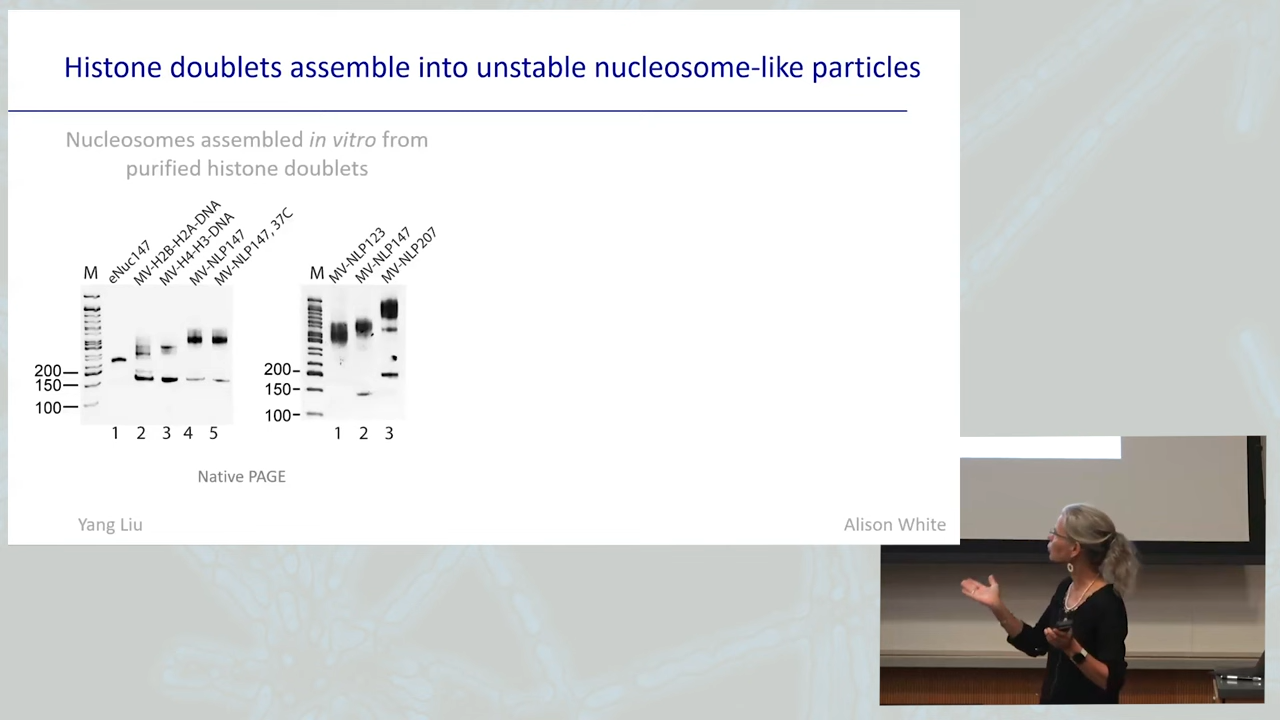 Histone doublets assemble into unstable nucleosome-like particles
Nucleosomes assembled in vitro from
purified histone doublets
M
eNuc147
MV-H2B-H2A-DNA
MV-H4-H3-DNA
MV-NLP147
MV-NLP147, 37C
200
150
100
1 2 3 4 5
M
MV-NLP123
MV-NLP147
MV-NLP207
200
150
100
1 2 3
Native PAGE
Yang Liu
Alison White